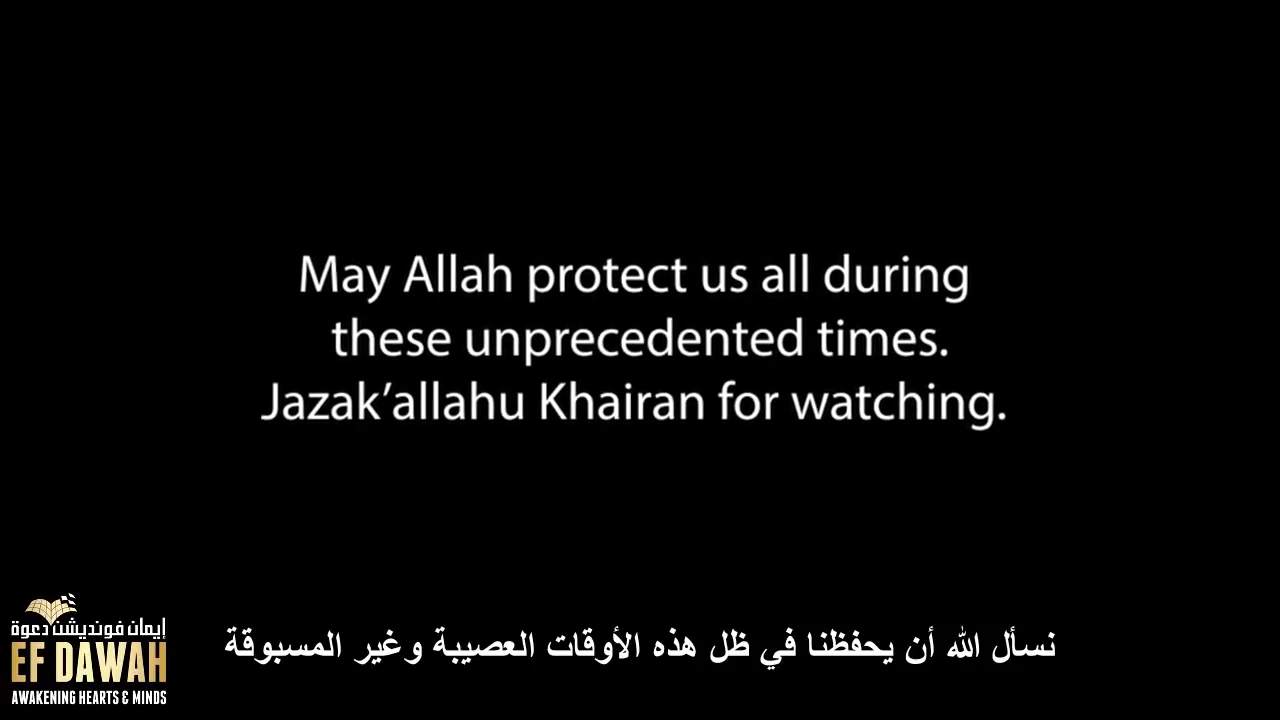 May Allah protect us all during
these unprecedented times.
Jazak’allahu Khairan for watching.
نسأل الله أن يحفظنا في ظل هذه الأوقات العصيبة وغير المسبوقة
إيمان فونديشن دعوة
EF DAWAH
AWAKENING HEARTS & MINDS